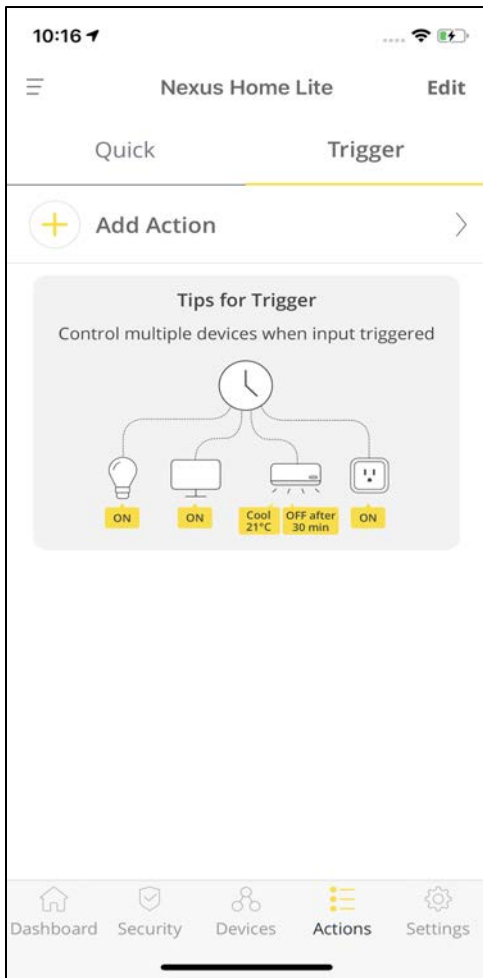 10:16
Nexus Home Lite
Edit
Quick
Trigger
Add Action
Tips for Trigger
Control multiple devices when input triggered
ON
ON
Cool
21°C
OFF after
30 min
ON
Dashboard
Security
Devices
Actions
Settings